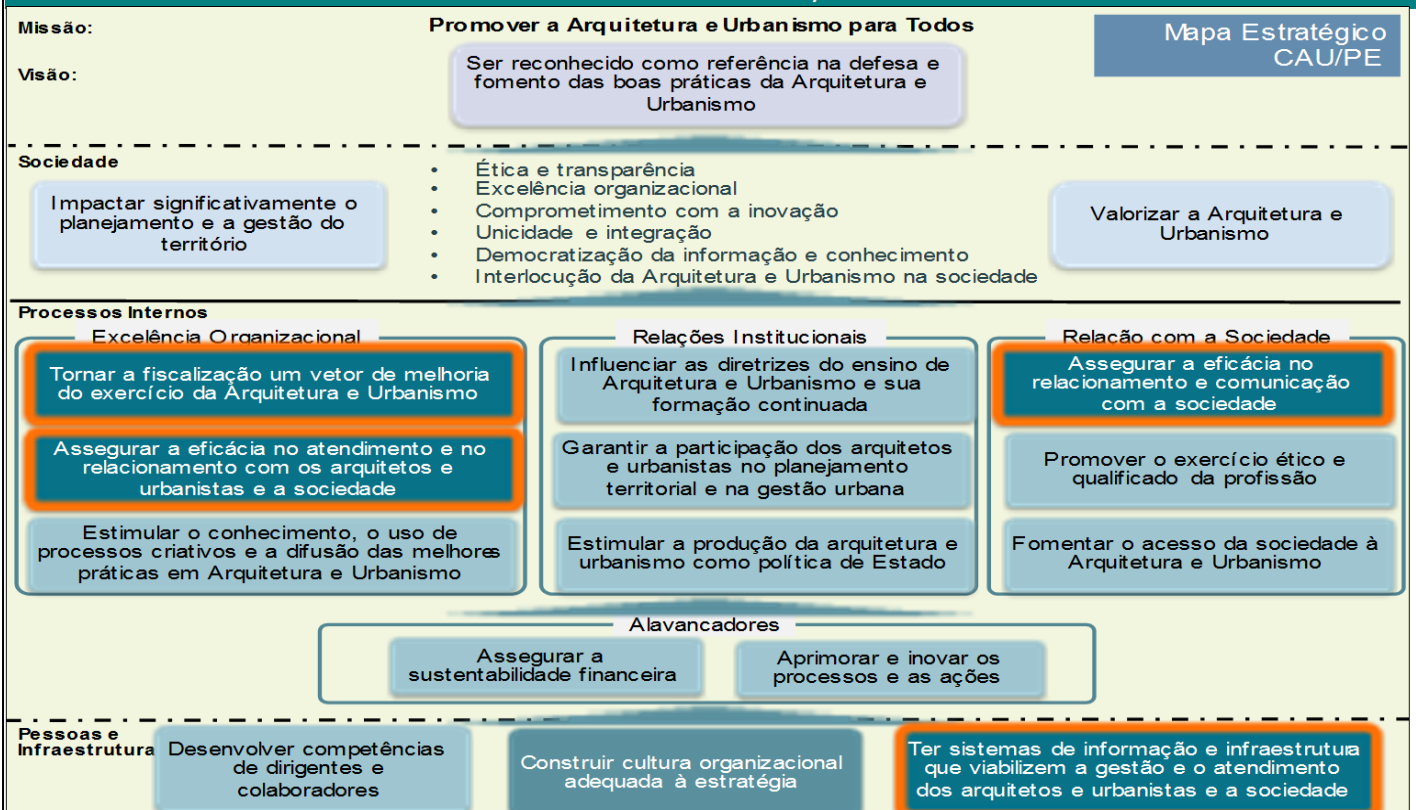 Missão:
Promover a Arquitetura e Urbanismo para Todos
Mapa Estratégico
CAU/PE
Visão:
Ser reconhecido como referência na defesa e
fomento das boas práticas da Arquitetura e
Urbanismo
Sociedade
Impactar significativamente o
planejamento e a gestão do
território
• Ética e transparência
• Excelência organizacional
• Comprometimento com a inovação
• Unicidade e integração
• Democratização da informação e conhecimento
• Interlocução da Arquitetura e Urbanismo na sociedade
Valorizar a Arquitetura e
Urbanismo
Processos Internos
Excelência Organizacional
Tornar a fiscalização um vetor de melhoria
do exercício da Arquitetura e Urbanismo
Assegurar a eficácia no atendimento e no
relacionamento com os arquitetos e
urbanistas e a sociedade
Estimular o conhecimento, o uso de
processos criativos e a difusão das melhores
práticas em Arquitetura e Urbanismo
Relações Institucionais
Influenciar as diretrizes do ensino de
Arquitetura e Urbanismo e sua
formação continuada
Garantir a participação dos arquitetos
e urbanistas no planejamento
territorial e na gestão urbana
Estimular a produção da arquitetura e
urbanismo como política de Estado
Relação com a Sociedade
Assegurar a eficácia no
relacionamento e comunicação
com a sociedade
Promover o exercício ético e
qualificado da profissão
Fomentar o acesso da sociedade à
Arquitetura e Urbanismo
Alavancadores
Assegurar a
sustentabilidade financeira
Aprimorar e inovar os
processos e as ações
Pessoas e
Infraestrutura
Desenvolver competências
de dirigentes e
colaboradores
Construir cultura organizacional
adequada à estratégia
Ter sistemas de informação e infraestrutura
que viabilizem a gestão e o atendimento
dos arquitetos e urbanistas e a sociedade